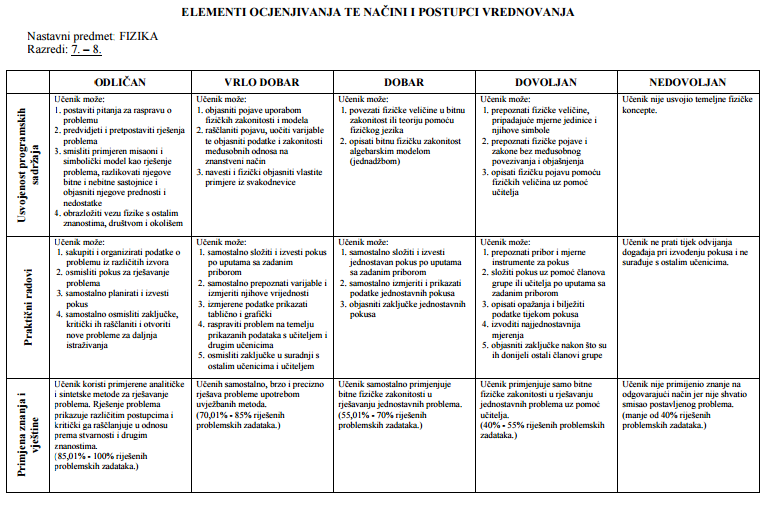 ELEMENTI OCJENJIVANJA TE NAČINI I POSTUPCI VREDNOVANJA
Nastavni predmet: FIZIKA
Razredi: 7. – 8.
ODLIČAN
VRLO DOBAR
DOBAR
DOVOLJAN
NEDOVOLJAN
Usvojenost programskih
sadržaja
Učenik može:
1. postaviti pitanja za raspravu o
problemu
2. predvidjeti i pretpostaviti rješenja
problema
3. smisliti primjeren misaoni i
simbolički model kao rješenje
problema, razlikovati njegove
bitne i nebitne sastojnice i
objasniti njegove prednosti i
nedostatke
4. obrazložiti vezu fizike s ostalim
znanostima, društvom i okolišem
Učenik može:
1. objasniti pojave uporabom
fizičkih zakonitosti i modela
2. raščlaniti pojavu, uočiti varijable
te objasniti podatke i zakonitosti
međusobnih odnosa na
znanstveni način
3. navesti i fizički objasniti vlastite
primjere iz svakodnevice
Učenik može:
1. povezati fizičke veličine u bitnu
zakonitost ili teoriju pomoću
fizičkog jezika
2. opisati bitnu fizičku zakonitost
algebarskim modelom
(jednadžbom)
Učenik može:
1. prepoznati fizičke veličine,
pripadajuće mjerne jedinice i
njihove simbole
2. prepoznati fizičke pojave i
zakone bez međusobnog
povezivanja i objašnjenja
3. opisati fizičku pojavu pomoću
fizičkih veličina uz pomoć
učitelja
Učenik nije usvojio temeljne fizičke
koncepte.
Praktični radovi
Učenik može:
1. sakupiti i organizirati podatke o
problemu iz različitih izvora
2. osmisliti pokus za rješavanje
problema
3. samostalno planirati i izvesti
pokus
4. samostalno osmisliti zaključke,
kritički ih raščlaniti i otvoriti
nove probleme za daljnja
istraživanja
Učenik može:
1. samostalno složiti i izvesti pokus
po uputama sa zadanim
priborom
2. samostalno prepoznati varijable i
izmjeriti njihove vrijednosti
3. izmjerene podatke prikazati
tablično i grafički
4. raspraviti problem na temelju
prikazanih podataka s učiteljem i
drugim učenicima
5. osmisliti zaključke u suradnji s
ostalim učenicima i učiteljem
Učenik može:
1. samostalno složiti i izvesti
jednostavan pokus po uputama
sa zadanim priborom
2. samostalno izmjeriti i prikazati
podatke jednostavnih pokusa
3. objasniti zaključke jednostavnih
pokusa
Učenik može:
1. prepoznati pribor i mjerne
instrumente za pokus
2. složiti pokus uz pomoć članova
grupe ili učitelja po uputama sa
zadanim priborom
3. opisati opažanja i bilježiti
podatke tijekom pokusa
4. izvoditi najjednostavnija
mjerenja
5. objasniti zaključke nakon što su
ih donijeli ostali članovi grupe
Učenik ne prati tijek odvijanja
događaja pri izvođenju pokusa i ne
surađuje s ostalim učenicima.
Primjena znanja i
vještine
Učenik koristi primjerene analitičke
i sintetske metode za rješavanje
problema. Rješenje problema
prikazuje različitim postupcima i
kritički ga raščlanjuje u odnosu
prema stvarnosti i drugim
znanostima.
(85,01% - 100% riješenih
problemskih zadataka.)
Učenih samostalno, brzo i precizno
rješava probleme upotrebom
uvježbanih metoda.
(70,01% - 85% riješenih
problemskih zadataka.)
Učenik samostalno primjenjuje
bitne fizičke zakonitosti u
rješavanju jednostavnih problema.
(55,01% - 70% riješenih
problemskih zadataka.)
Učenik primjenjuje samo bitne
fizičke zakonitosti u rješavanju
jednostavnih problema uz pomoć
učitelja.
(40% - 55% riješenih problemskih
zadataka.)
Učenik nije primijenio znanje na
odgovarajući način jer nije shvatio
smisao postavljenog problema.
(manje od 40% riješenih
problemskih zadataka.)